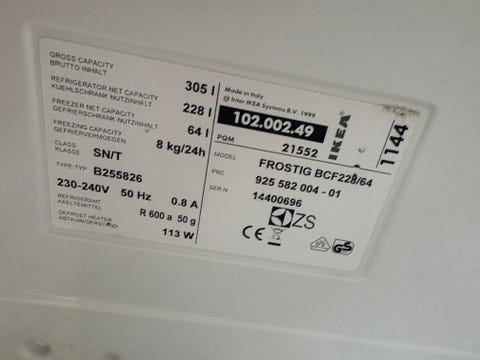 GROSS CAPACITY
BRUTTO INHALT
305 l
REFRIGERATOR NET CAPACITY
KUEHLSCHRANK NUTZINHALT
228 l
FREEZER NET CAPACITY
GEFRIERSCHRANK NUTZINHALT
64 l
FREEZING CAPACITY
GEFRIERVERMOEGEN
8 kg/24h
CLASS
KLASSE
SN/T
TYPE-TYP
B255826
230-240V 50 Hz 0.8 A
REFRIGERANT
KAELTEMITTEL
R 600 a 50 g
DEFROST HEATER
ABTAUWIDERSTAND
113 W
Made in Italy
© Inter IKEA Systems B.V. 1999
102.002.49
PQM 21552
IKEA
1144
MODEL FROSTIG BCF228/64
PNC 925 582 004 - 01
SER N 14400696
ZS
CE
GS